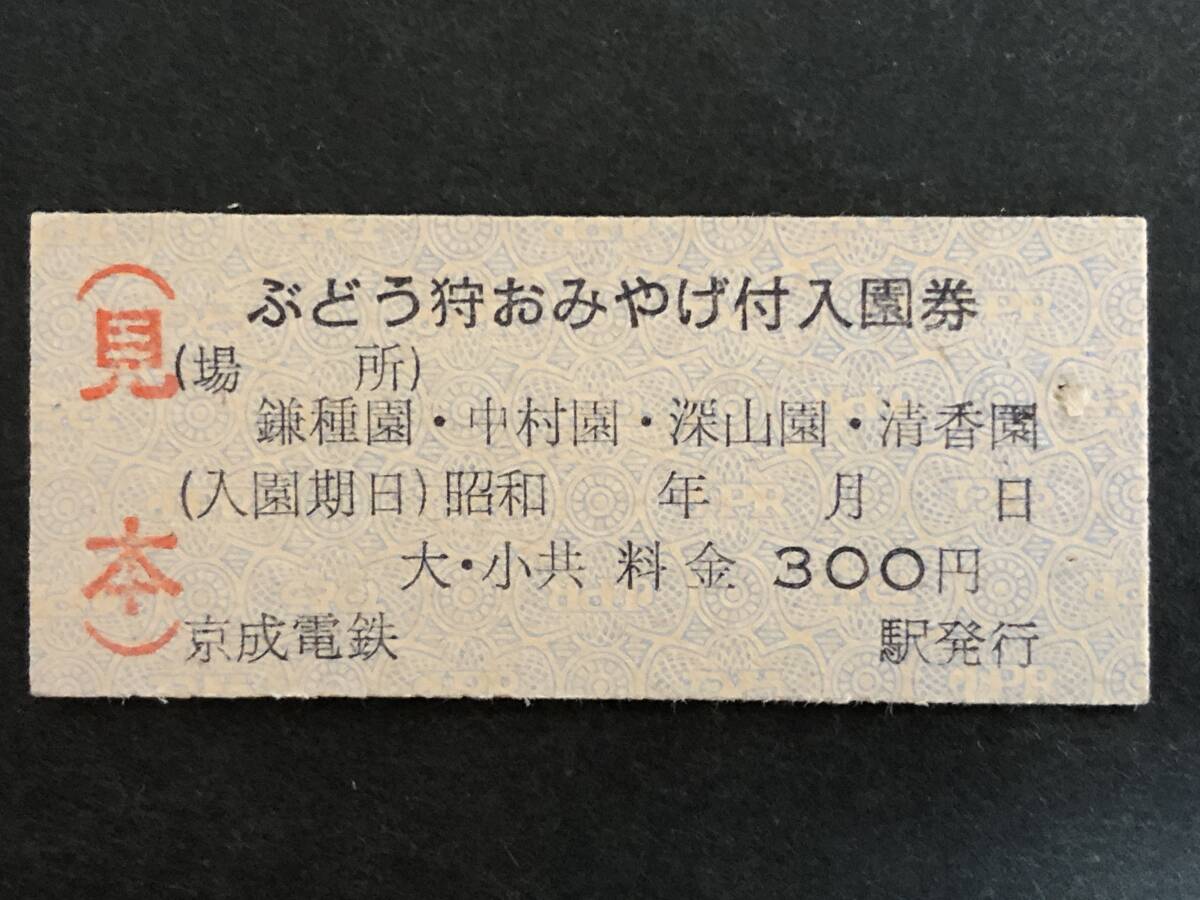 (見本)
ぶどう狩おみやげ付入園券
(場 所)
鎌種園・中村園・深山園・清香園
(入園期日)昭和 年 月 日
大・小共 料金 300円
京成電鉄 駅発行